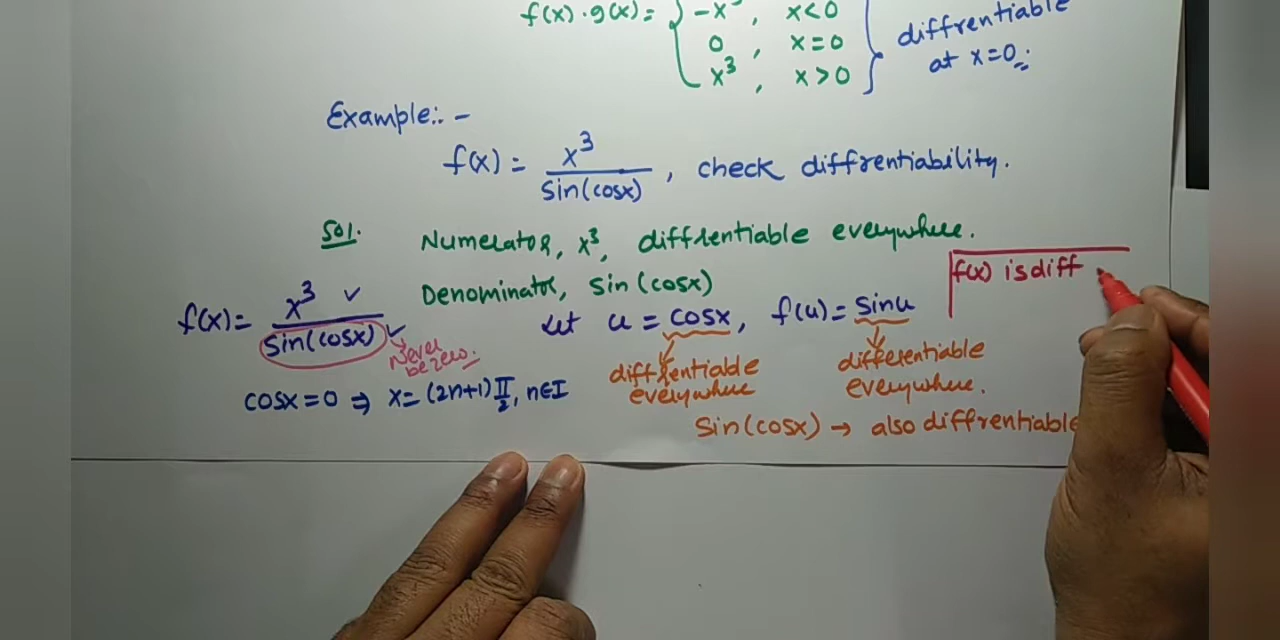 f(x)·g(x)= { -x³, x<0
0, x=0
x³, x>0 } diffrentiable at x=0.
Example:-
f(x) = x³ / sin(cosx), check diffrentiability.
Sol. Numerator, x³, diffrentiable everywhere.
Denominator, sin(cosx)
f(x)= x³ ✓ / sin(cosx) ✓
Never be zero.
Let u = cosx, f(u)= sinu
diffrentiable everywhere
differentiable everywhere.
cosx=0 ⇒ x=(2n+1)π/2, n∈I
Sin(cosx) → also diffrentiable
f(x) is diff